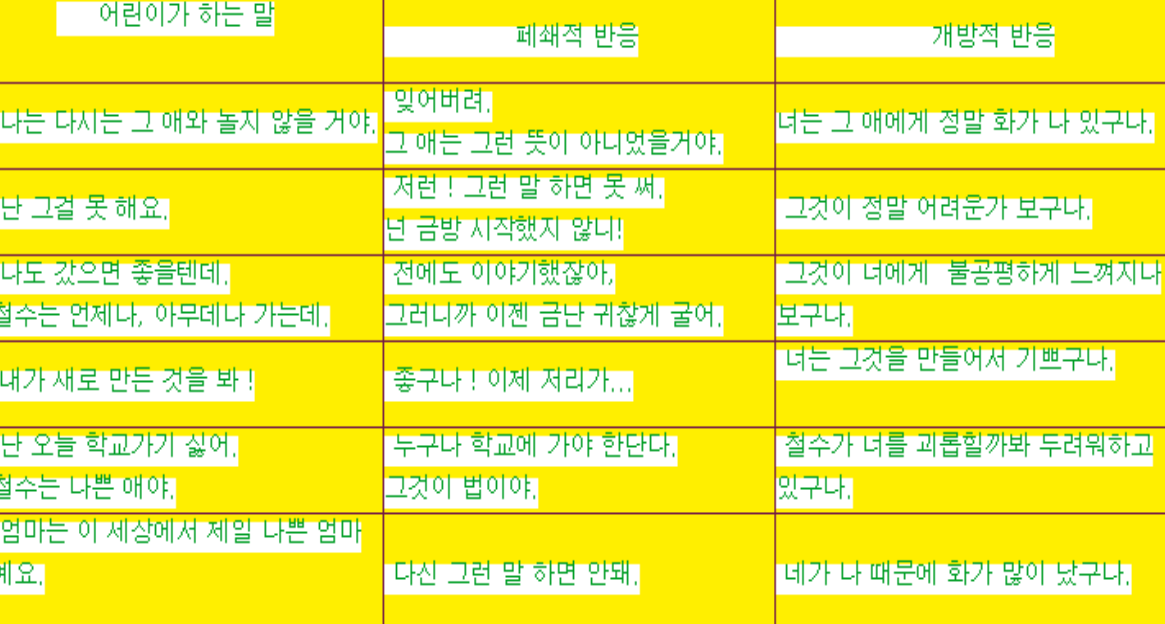 어린이가 하는 말
페쇄적 반응
개방적 반응
나는 다시는 그 애와 놀지 않을 거야.
잊어버려.
그 애는 그런 뜻이 아니었을거야.
너는 그 애에게 정말 화가 나 있구나.
난 그걸 못 해요.
저런 ! 그런 말 하면 못 써.
넌 금방 시작했지 않니!
그것이 정말 어려운가 보구나.
나도 갔으면 좋을텐데.
철수는 언제나, 아무데나 가는데.
전에도 이야기했잖아,
그러니까 이젠 금난 귀찮게 굴어.
그것이 너에게 불공평하게 느껴지나
보구나.
내가 새로 만든 것을 봐 !
좋구나 ! 이제 저리가...
너는 그것을 만들어서 기쁘구나.
난 오늘 학교가기 싫어.
철수는 나쁜 애야.
누구나 학교에 가야 한단다.
그것이 법이야.
철수가 너를 괴롭힐까봐 두려워하고
있구나.
엄마는 이 세상에서 제일 나쁜 엄마
예요.
다신 그런 말 하면 안돼.
네가 나 때문에 화가 많이 났구나.